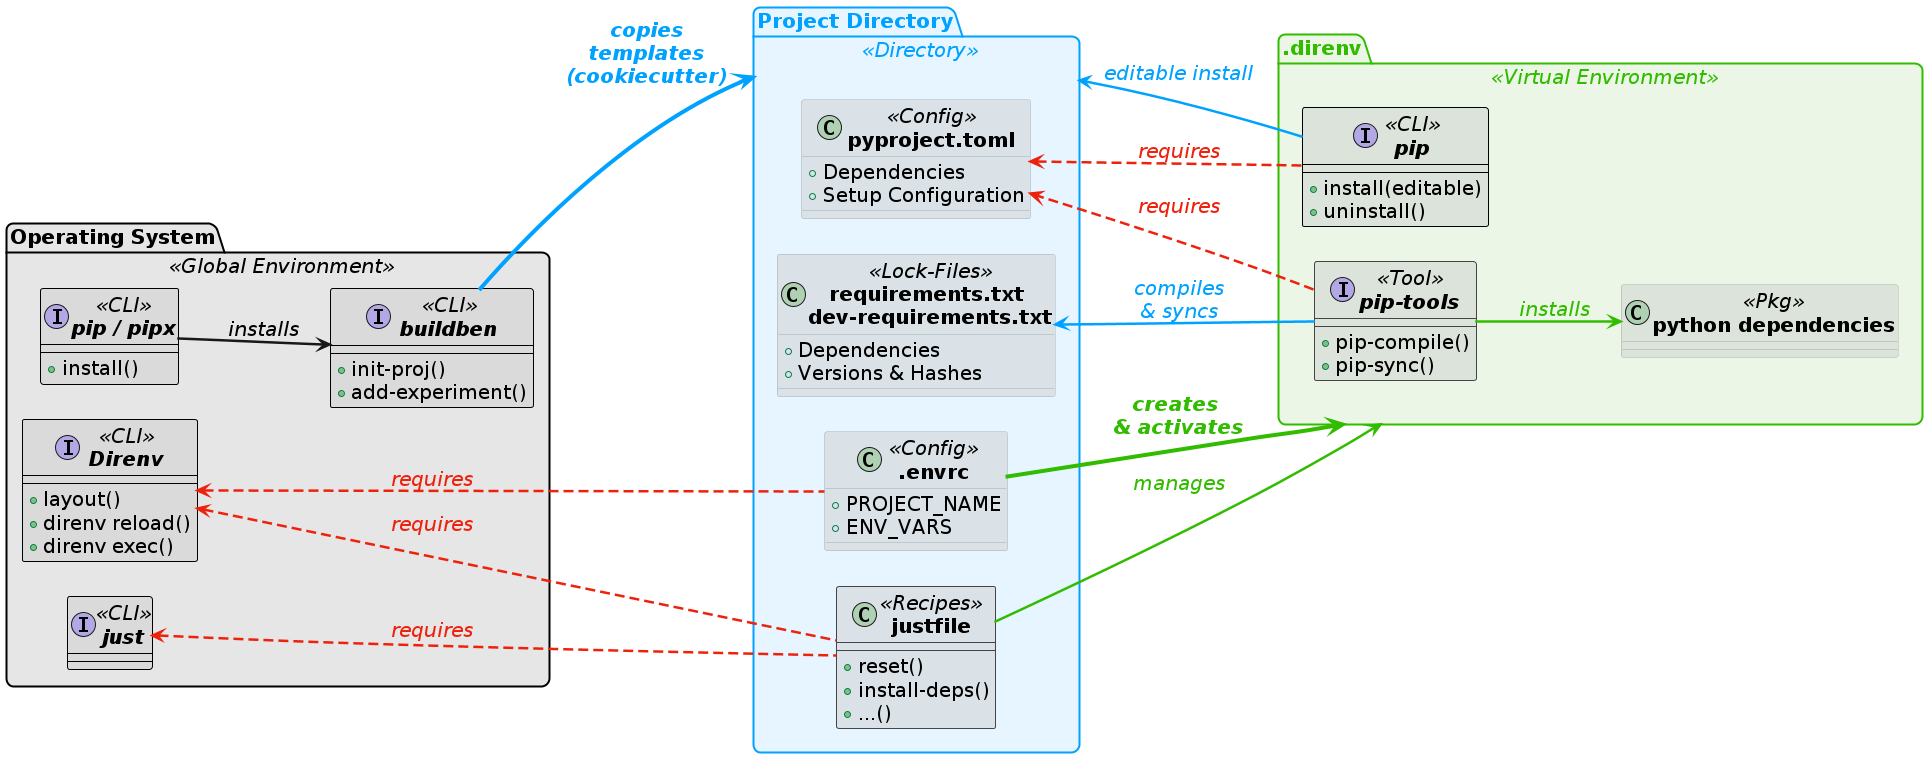 Operating System
«Global Environment»
I
«CLI»
pip / pipx
install()
installs
I
«CLI»
buildben
init-proj()
add-experiment()
I
«CLI»
Direnv
layout()
direnv reload()
direnv exec()
I
«CLI»
just
copies
templates
(cookiecutter)
requires
requires
requires
Project Directory
«Directory»
C
«Config»
pyproject.toml
Dependencies
Setup Configuration
C
«Lock-Files»
requirements.txt
dev-requirements.txt
Dependencies
Versions & Hashes
C
«Config»
.envrc
PROJECT_NAME
ENV_VARS
C
«Recipes»
justfile
reset()
install-deps()
...()
editable install
requires
requires
compiles
& syncs
creates
& activates
manages
.direnv
«Virtual Environment»
I
«CLI»
pip
install(editable)
uninstall()
I
«Tool»
pip-tools
pip-compile()
pip-sync()
installs
C
«Pkg»
python dependencies